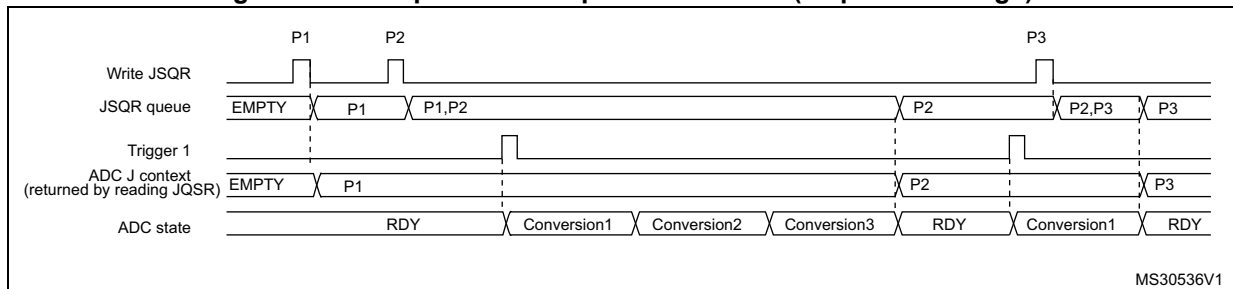 P1 P2 P3
Write JSQR
JSQR queue EMPTY P1 P1,P2 P2 P2,P3 P3
Trigger 1
ADC J context
(returned by reading JQSR) EMPTY P1 P2 P3
ADC state RDY Conversion1 Conversion2 Conversion3 RDY Conversion1 RDY
MS30536V1